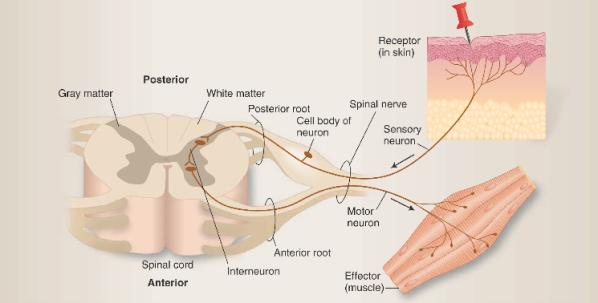 Receptor
(in skin)
Posterior
Gray matter
White matter
Posterior root
Spinal nerve
Cell body of
neuron
Sensory
neuron
Motor
neuron
Anterior root
Spinal cord
Interneuron
Anterior
Effector
(muscle)